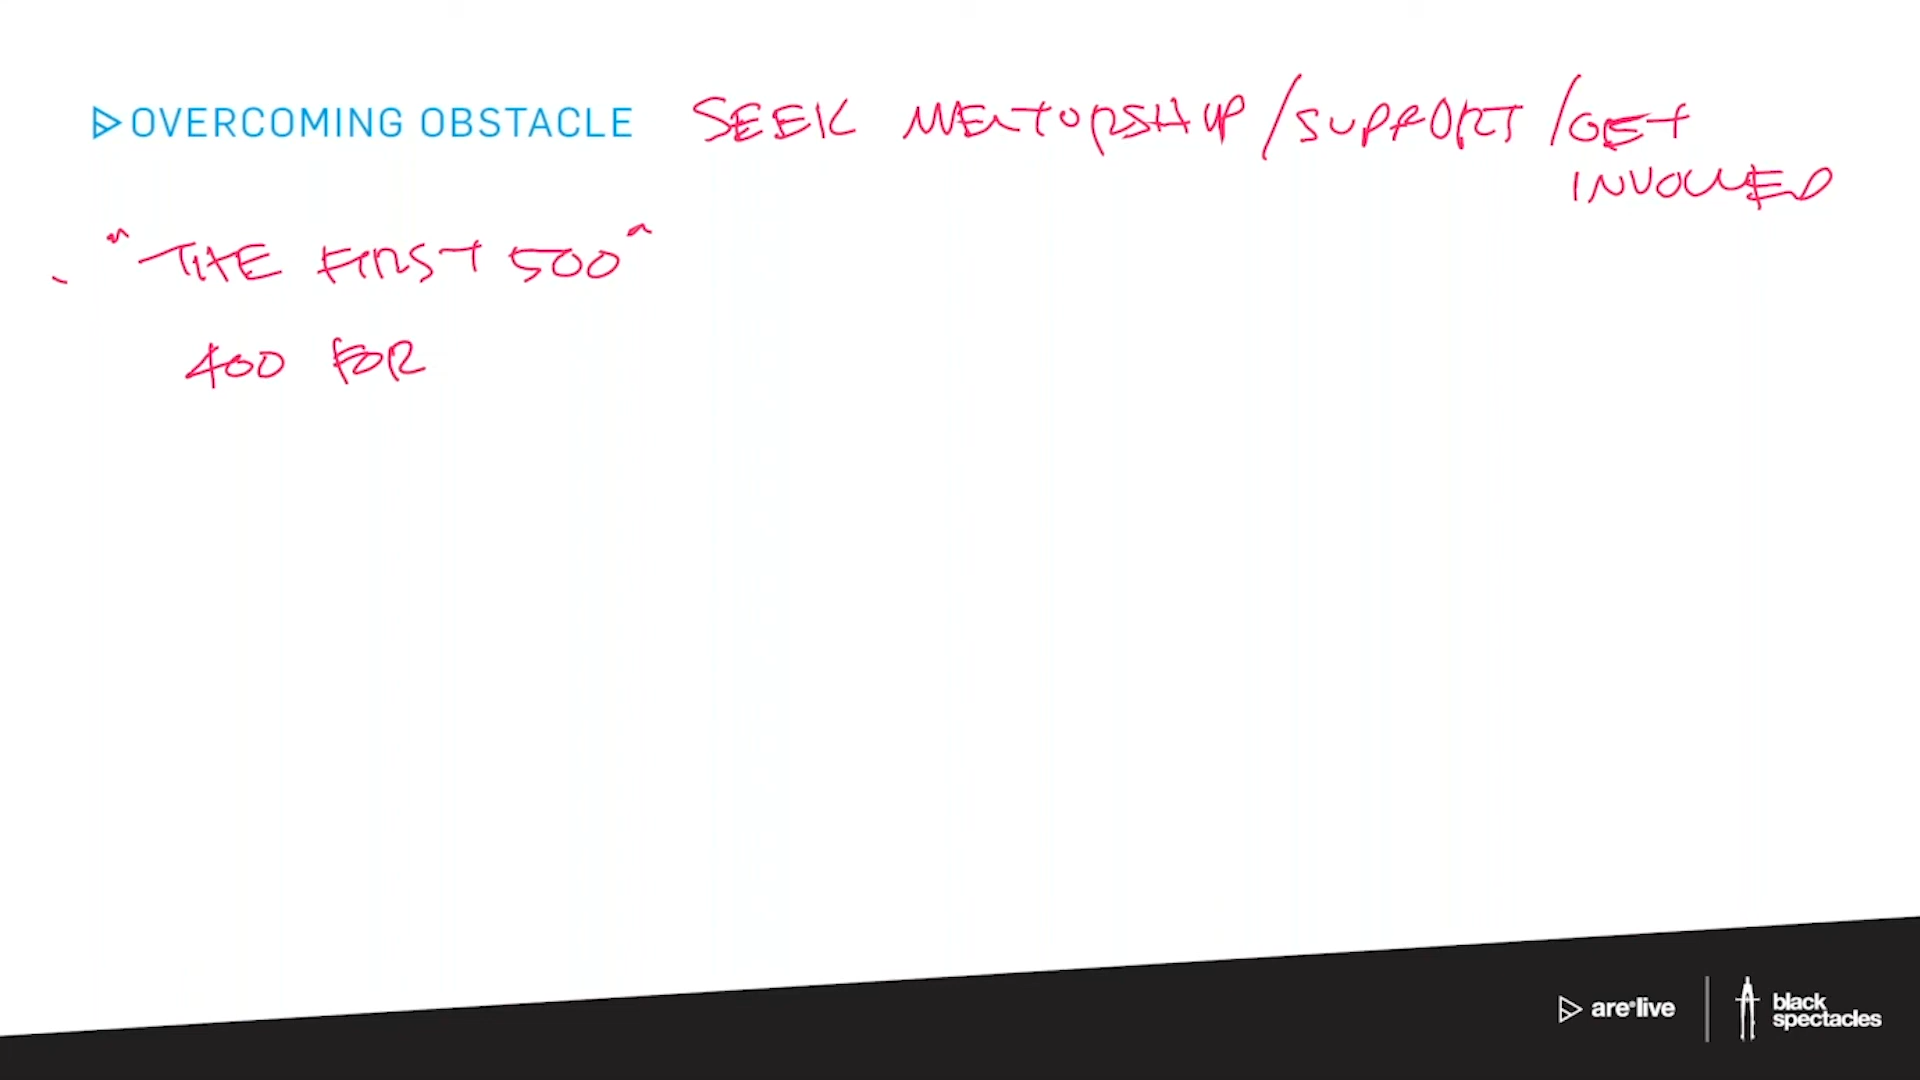 OVERCOMING OBSTACLE SEEK MENTORSHIP / SUPPORT / GET
INVOLVED
"THE FIRST 500"
400 FOR
are live
black
spectacles